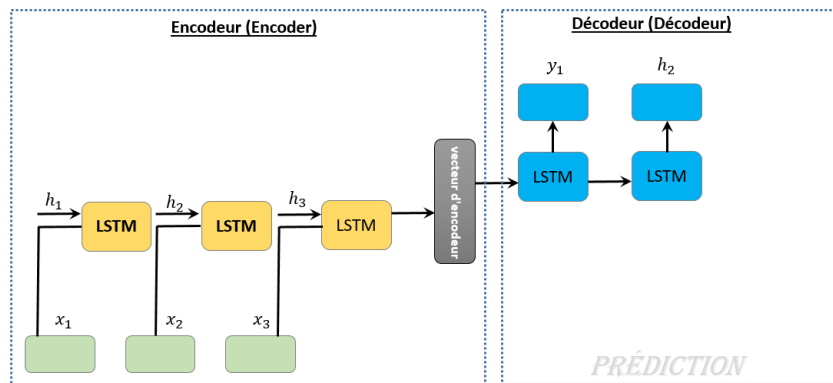 Encodeur (Encoder)
Décodeur (Décodeur)
y₁
h₂
vecteur d'encodeur
LSTM
LSTM
h₁
h₂
h₃
LSTM
LSTM
LSTM
x₁
x₂
x₃
PRÉDICTION